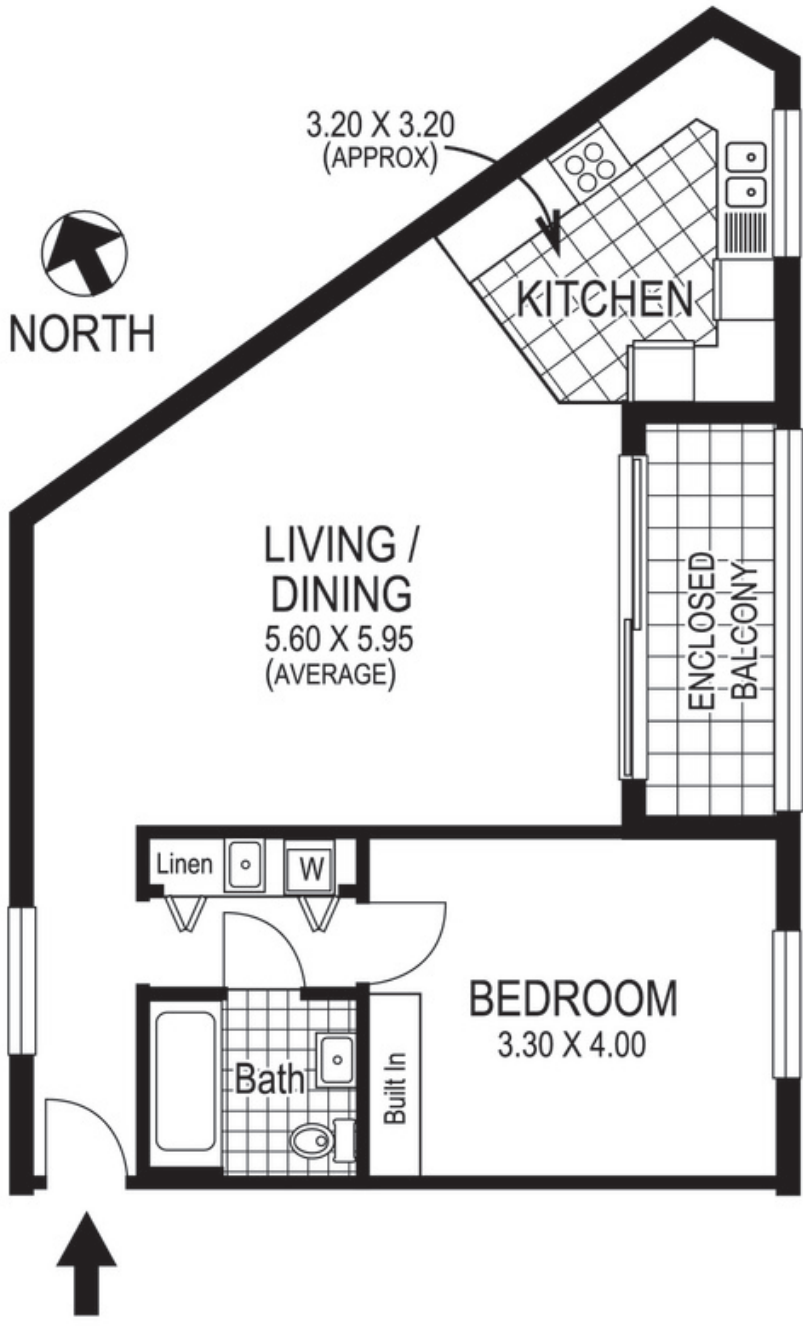 3.20 X 3.20
(APPROX)
NORTH
KITCHEN
LIVING /
DINING
5.60 X 5.95
(AVERAGE)
ENCLOSED
BALCONY
Linen
W
BEDROOM
3.30 X 4.00
Bath
Built In